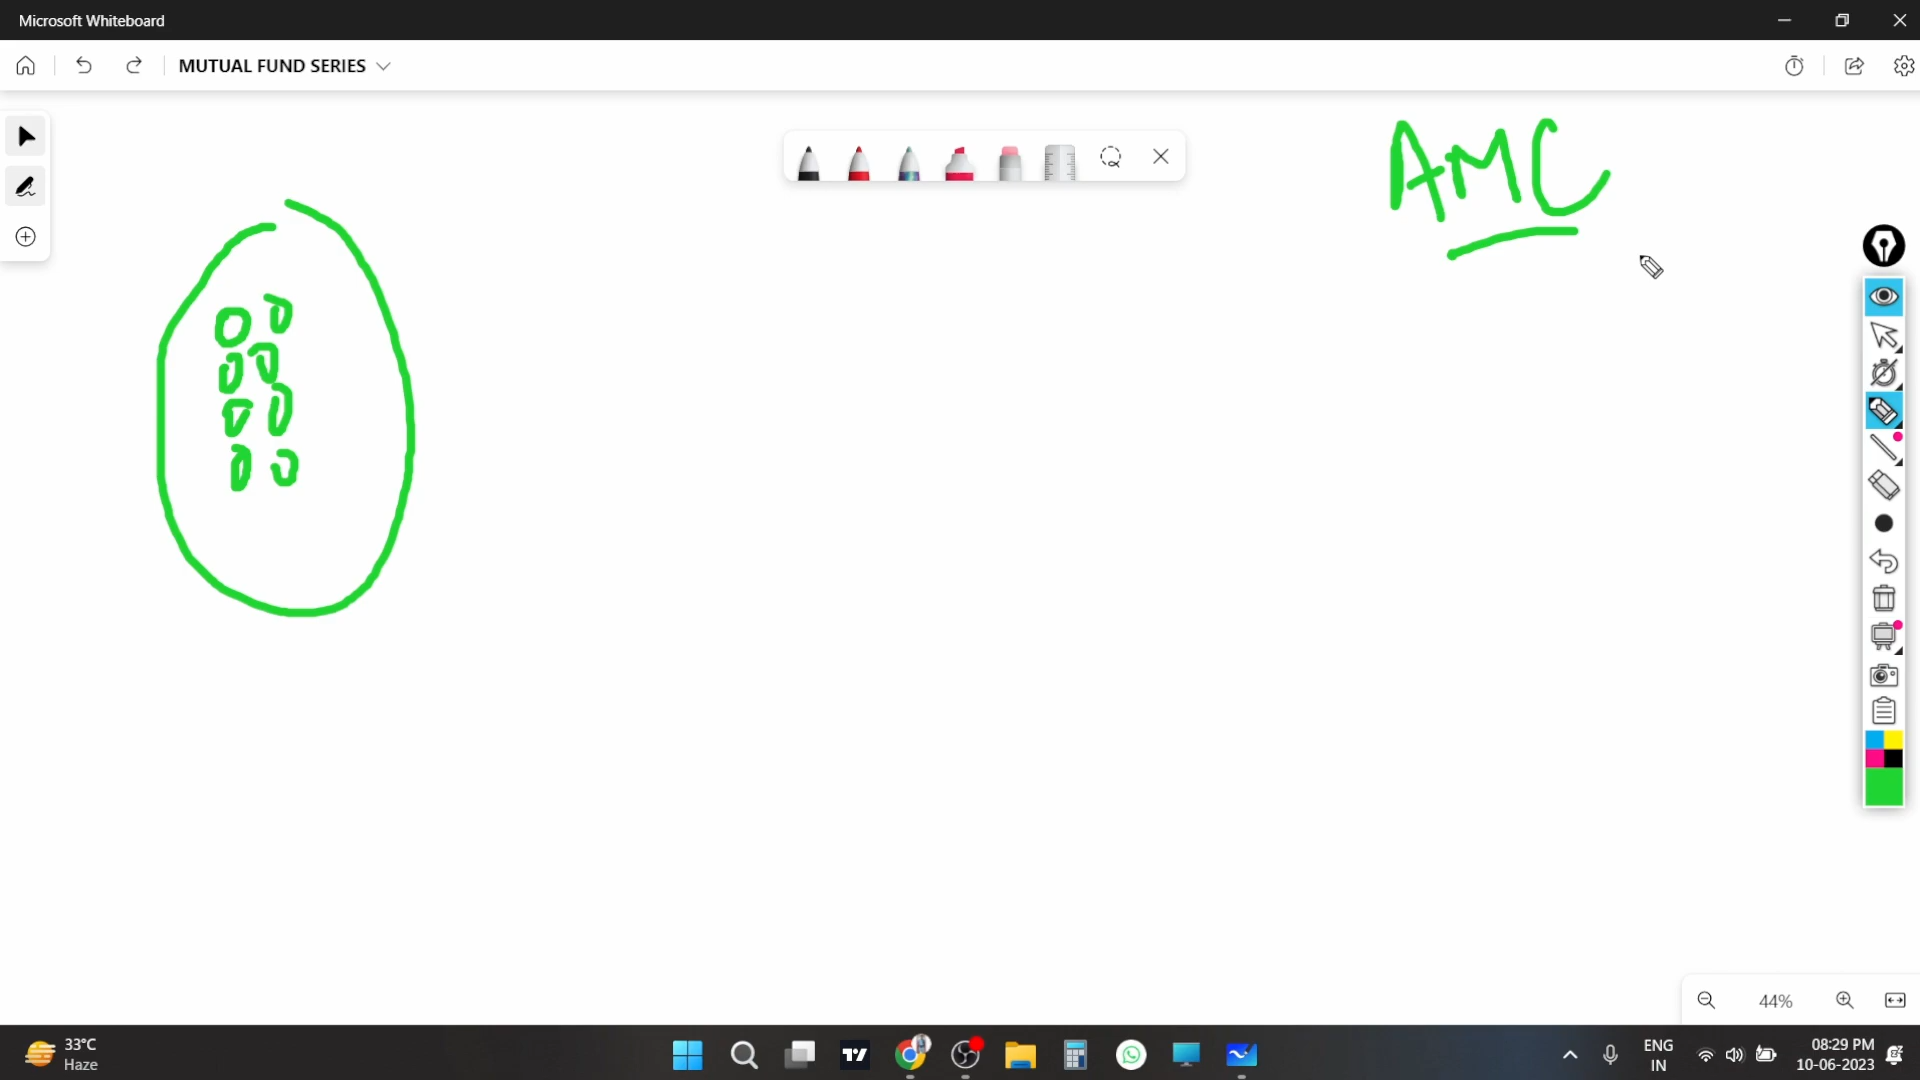 Microsoft Whiteboard
MUTUAL FUND SERIES
AMC
44%
33°C
Haze
ENG
IN
08:29 PM
10-06-2023